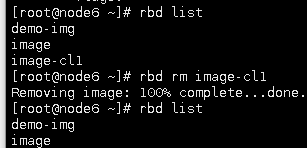 [root@node6 ~]# rbd list
demo-img
image
image-cl1
[root@node6 ~]# rbd rm image-cl1
Removing image: 100% complete...done.
[root@node6 ~]# rbd list
demo-img
image